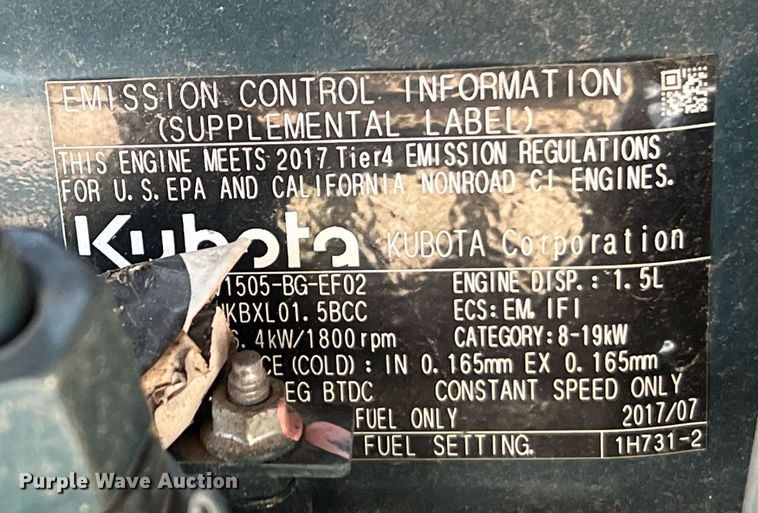 EMISSION CONTROL INFORMATION
(SUPPLEMENTAL LABEL)
THIS ENGINE MEETS 2017 Tier4 EMISSION REGULATIONS
FOR U.S.EPA AND CALIFORNIA NONROAD CI ENGINES.
Kubota KUBOTA Corporation
1505-BG-EF02 ENGINE DISP.: 1.5L
KBXL01.5BCC ECS:EM,IFI
.4kW/1800rpm CATEGORY:8-19kW
CE(COLD): IN 0.165mm EX 0.165mm
EG BTDC CONSTANT SPEED ONLY
FUEL ONLY 2017/07
FUEL SETTING. 1H731-2
Purple Wave Auction